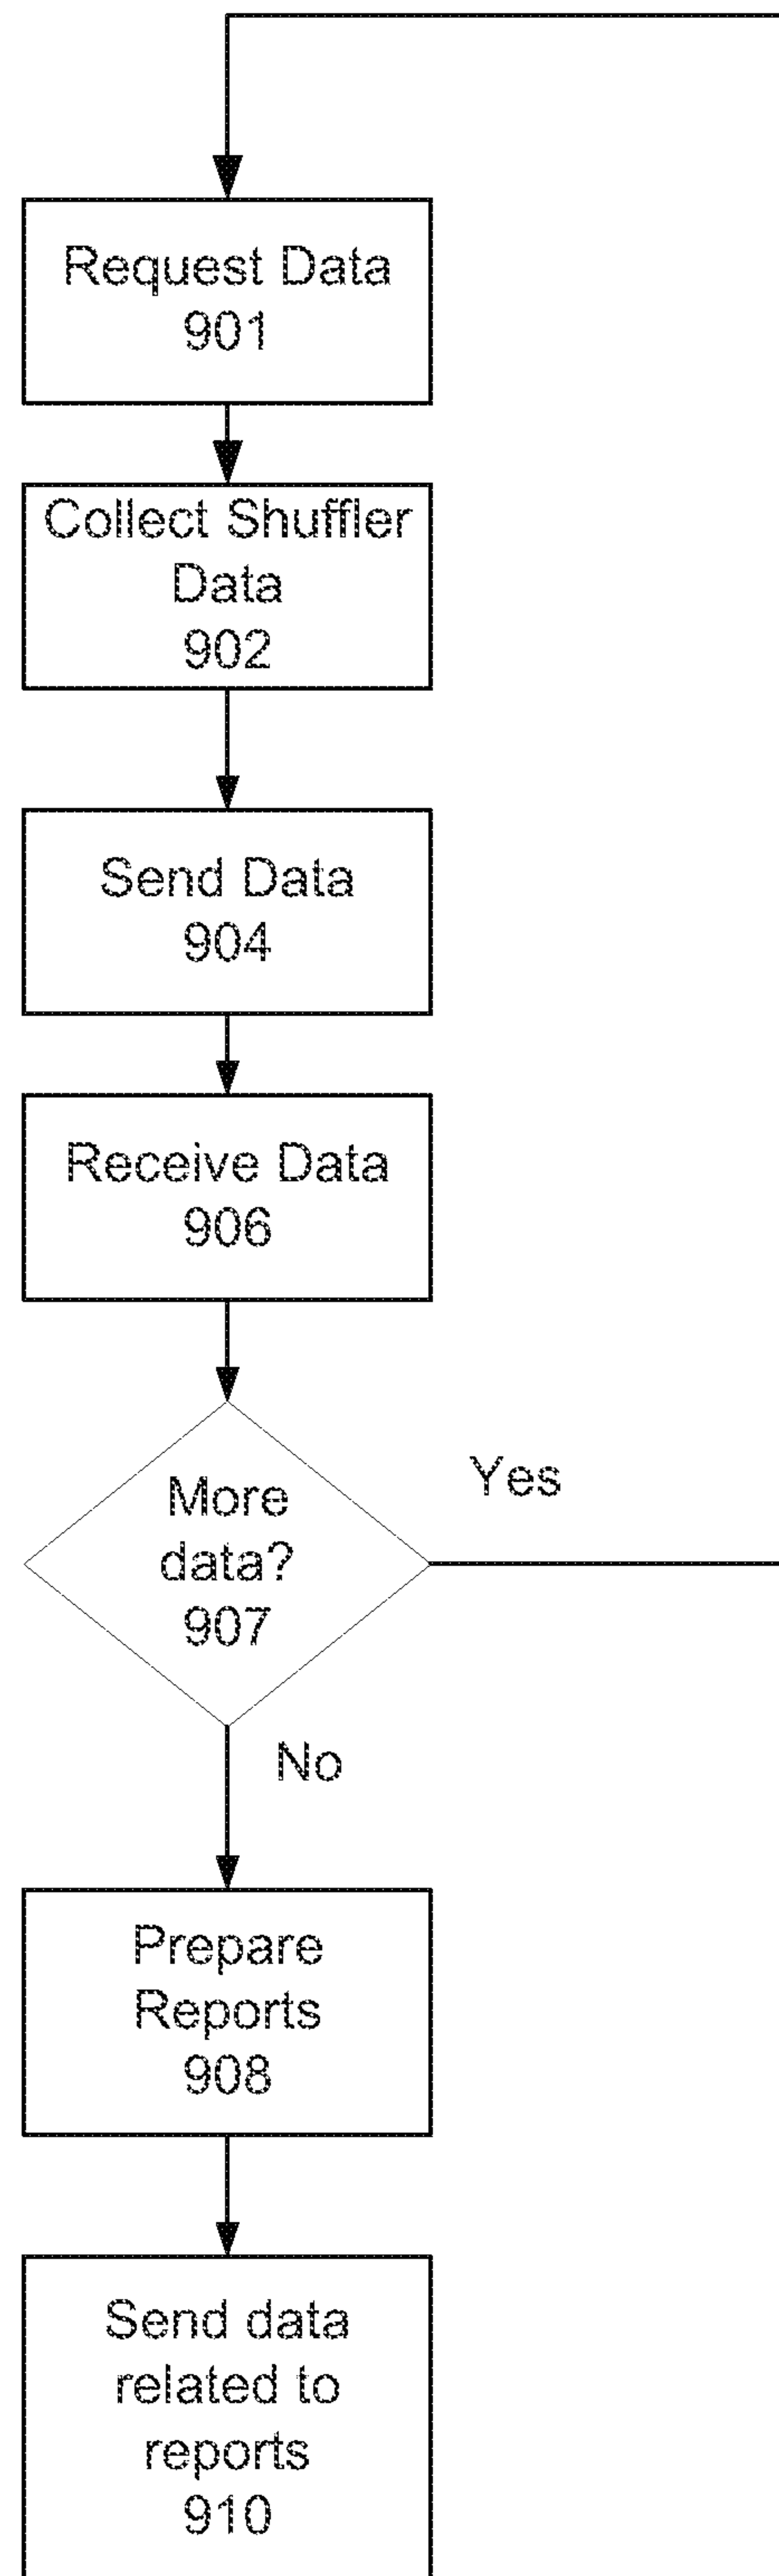 Request Data
901
Collect Shuffler
Data
902
Send Data
904
Receive Data
906
More
data?
907
Yes
No
Prepare
Reports
908
Send data
related to
reports
910